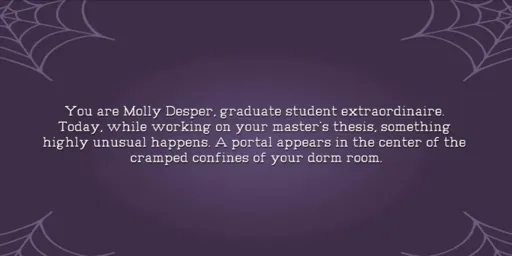 You are Molly Desper, graduate student extraordinaire.
Today, while working on your master's thesis, something
highly unusual happens. A portal appears in the center of the
cramped confines of your dorm room.